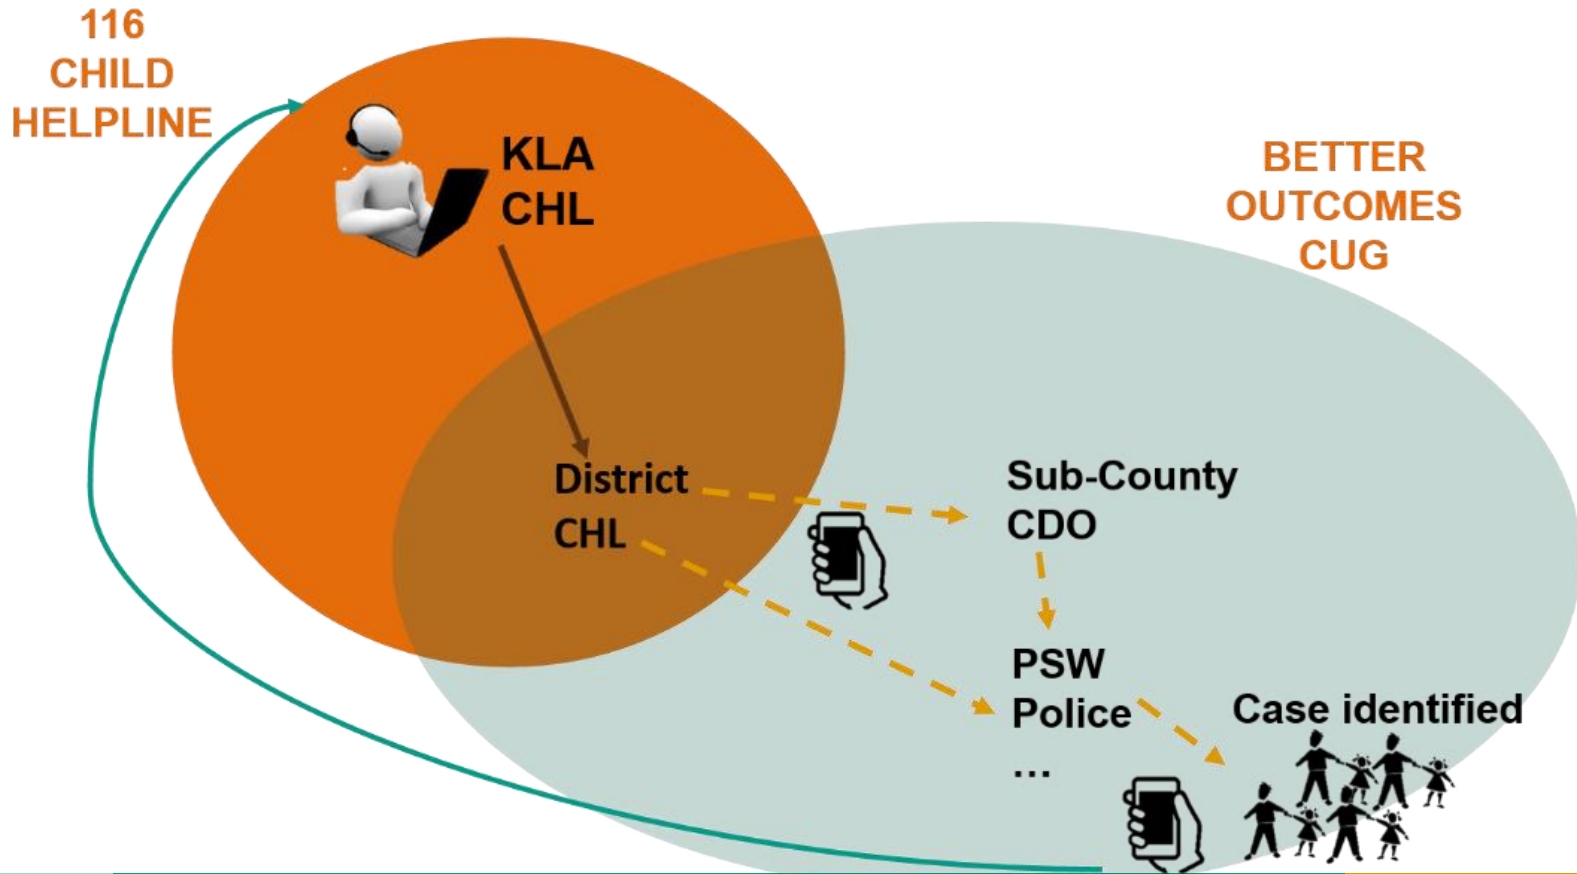 116
CHILD
HELPLINE
KLA
CHL
BETTER
OUTCOMES
CUG
District
CHL
Sub-County
CDO
PSW
Police
...
Case identified